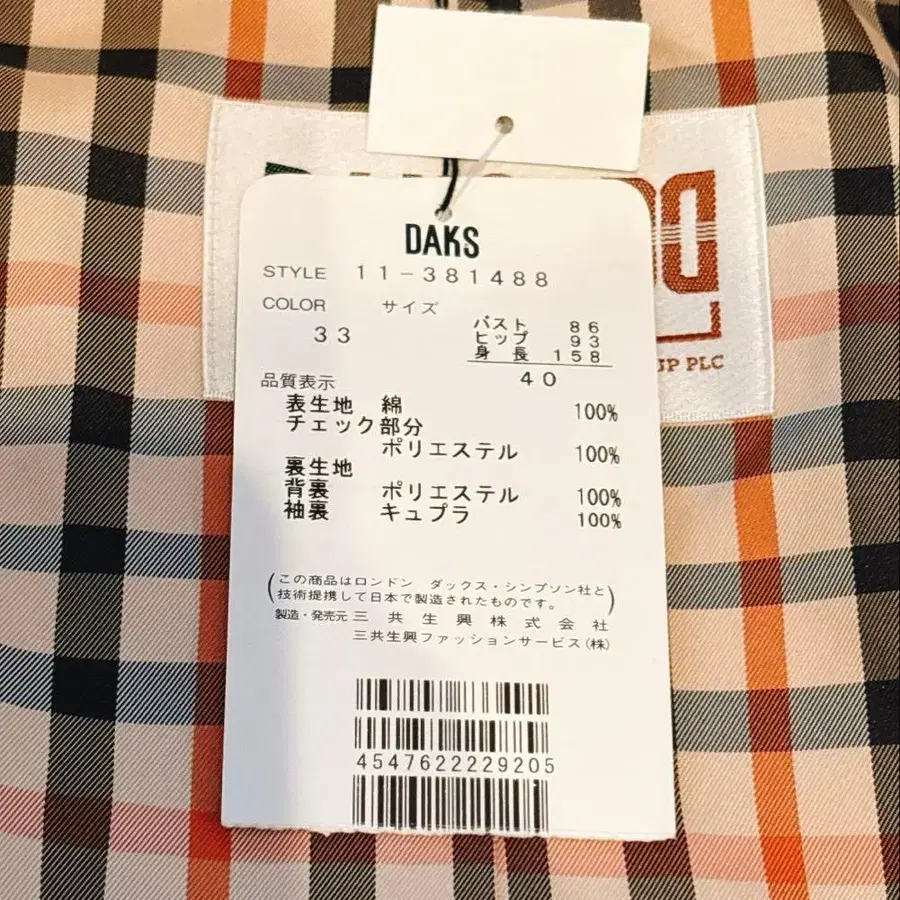 DAKS
STYLE 11-381488
COLOR サイズ
33
バスト 86
ヒップ 93
身長 158
40
品質表示
表生地 綿 100%
チェック部分
ポリエステル 100%
裏生地
背裏 ポリエステル 100%
袖裏 キュプラ 100%
(この商品はロンドン ダックス・シンプソン社と
技術提携して日本で製造されたものです。)
製造・発売元 三共生興株式会社
三共生興ファッションサービス(株)
4547622229205
PLC